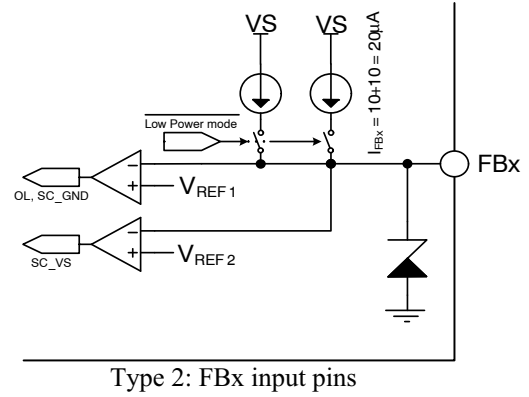 VS VS
I_FBx = 10+10 = 20μA
Low Power mode
FBx
OL, SC_GND
V_REF 1
SC_VS
V_REF 2
Type 2: FBx input pins